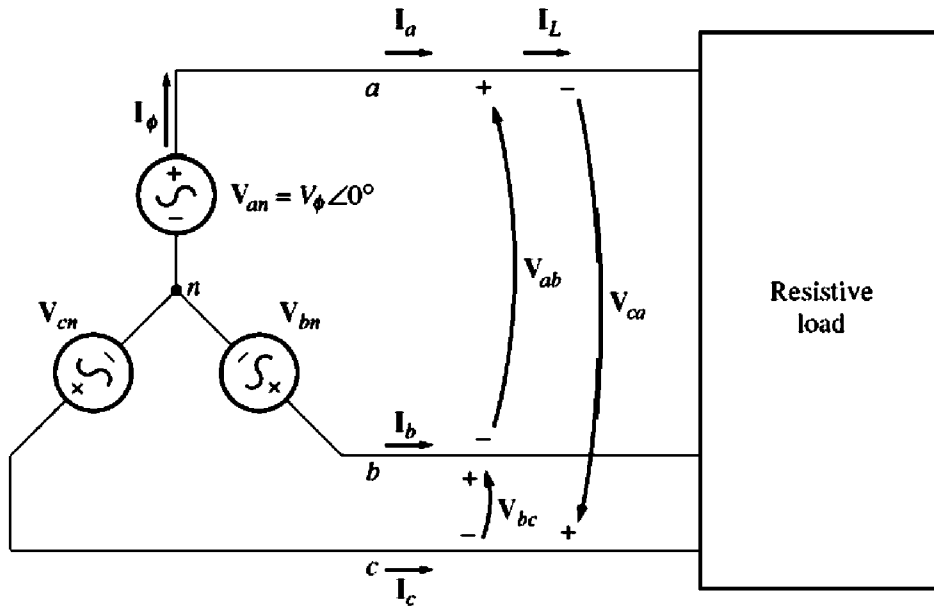 I_a
I_L
a
+
−
I_ϕ
+
−
V_an = V_ϕ∠0°
V_ab
V_ca
Resistive
load
n
V_cn
V_bn
−
+
−
+
I_b
−
b
+
V_bc
−
+
c
I_c